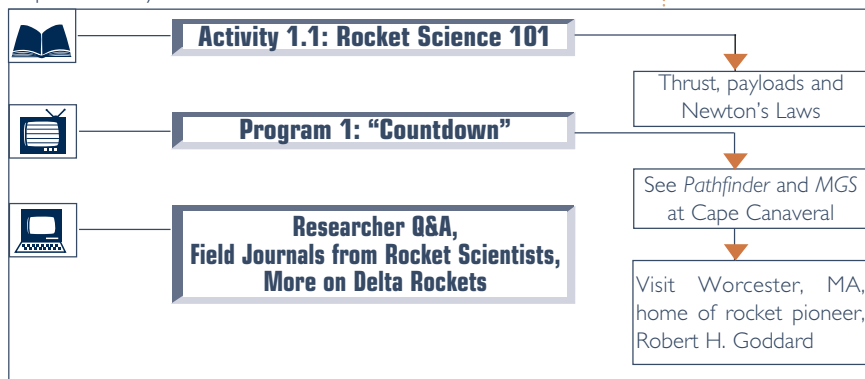 Activity 1.1: Rocket Science 101
Thrust, payloads and
Newton's Laws
Program 1: "Countdown"
See Pathfinder and MGS
at Cape Canaveral
Researcher Q&A,
Field Journals from Rocket Scientists,
More on Delta Rockets
Visit Worcester, MA,
home of rocket pioneer,
Robert H. Goddard